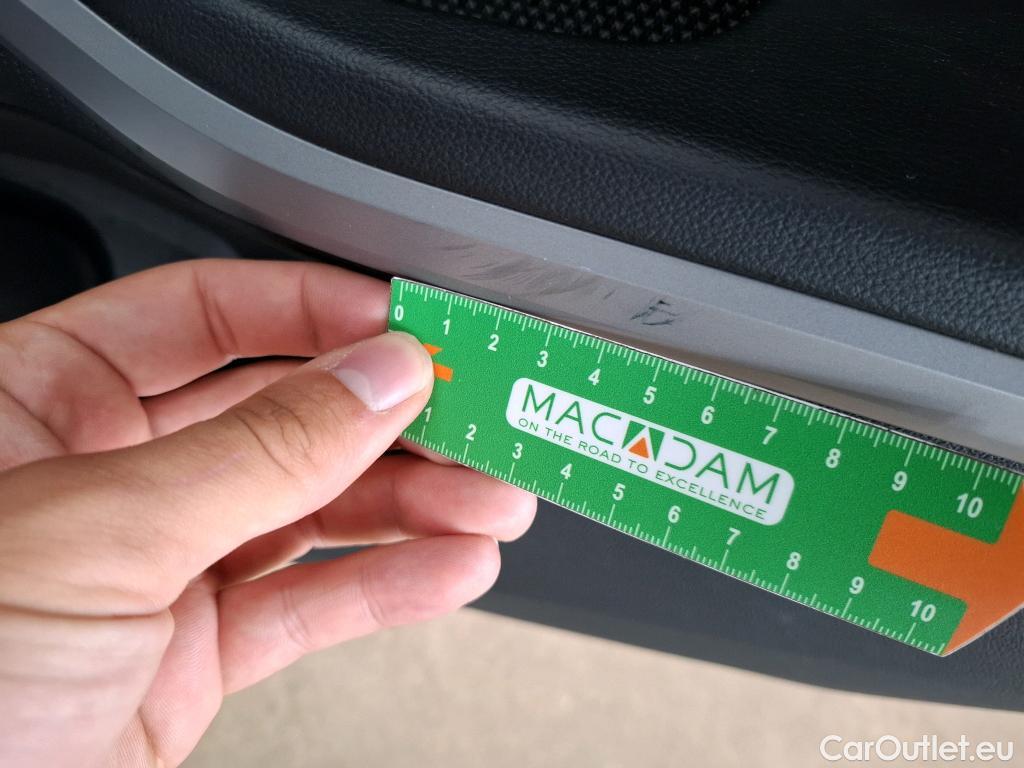 0 1 2 3 4 5 6 7 8 9 10
MACADAM
ON THE ROAD TO EXCELLENCE
1 2 3 4 5 6 7 8 9 10
CarOutlet.eu